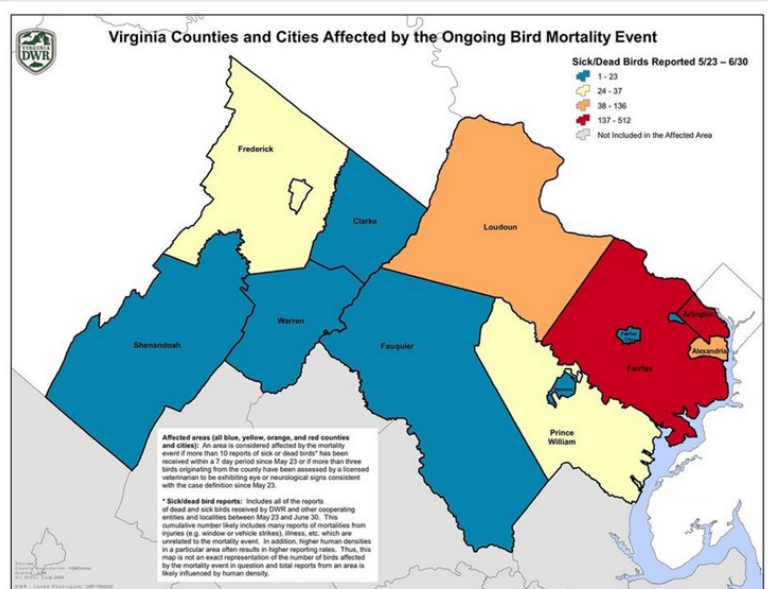 Virginia Counties and Cities Affected by the Ongoing Bird Mortality Event
VIRGINIA
DWR
Sick/Dead Birds Reported 5/23 – 6/30
1 - 23
24 - 37
38 - 136
137 - 512
Not Included in the Affected Area
Frederick
Clarke
Loudoun
Warren
Shenandoah
Fauquier
Arlington
Fairfax City
Alexandria
Fairfax
Prince
William
Affected areas (all blue, yellow, orange, and red counties
and cities): An area is considered affected by the mortality
event if more than 10 reports of sick or dead birds* has been
received within a 7 day period since May 23 or if more than three
birds originating from the county have been assessed by a licensed
veterinarian to be exhibiting eye or neurological signs consistent
with the case definition since May 23.
* Sick/dead bird reports: Includes all of the reports
of dead and sick birds received by DWR and other cooperating
entities and localities between May 23 and June 30. This
cumulative number likely includes many reports of mortalities from
injuries (e.g. window or vehicle strikes), illness, etc. which are
unrelated to the mortality event. In addition, higher human densities
in a particular area often results in higher reporting rates. Thus, this
map is not an exact representation of the number of birds affected
by the mortality event in question and total reports from an area is
likely influenced by human density.